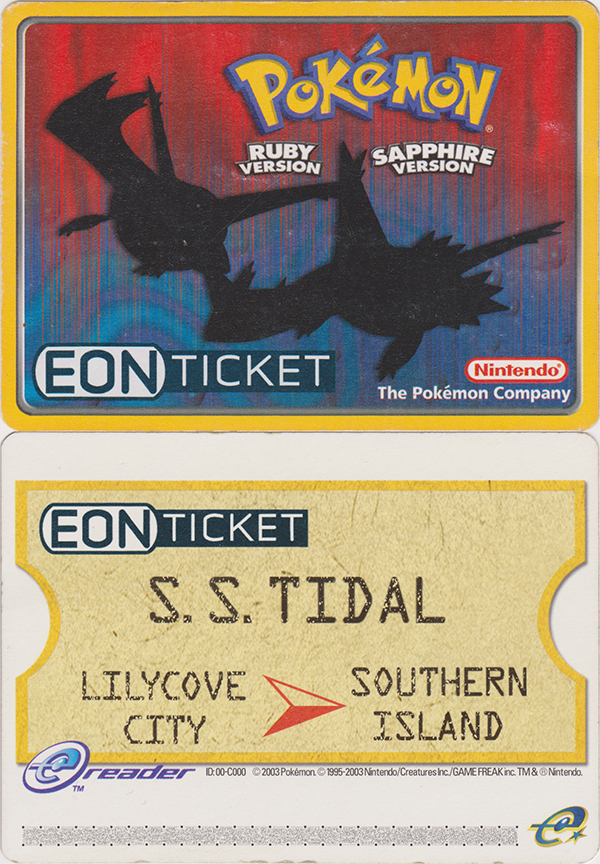 POKéMON
RUBY VERSION
SAPPHIRE VERSION
EON TICKET
Nintendo®
The Pokémon Company
EON TICKET
S.S.TIDAL
LILYCOVE CITY
SOUTHERN ISLAND
e reader
TM
ID:00-C000 ©2003 Pokémon. ©1995-2003 Nintendo/Creatures Inc./GAME FREAK inc. TM & ® Nintendo.
e